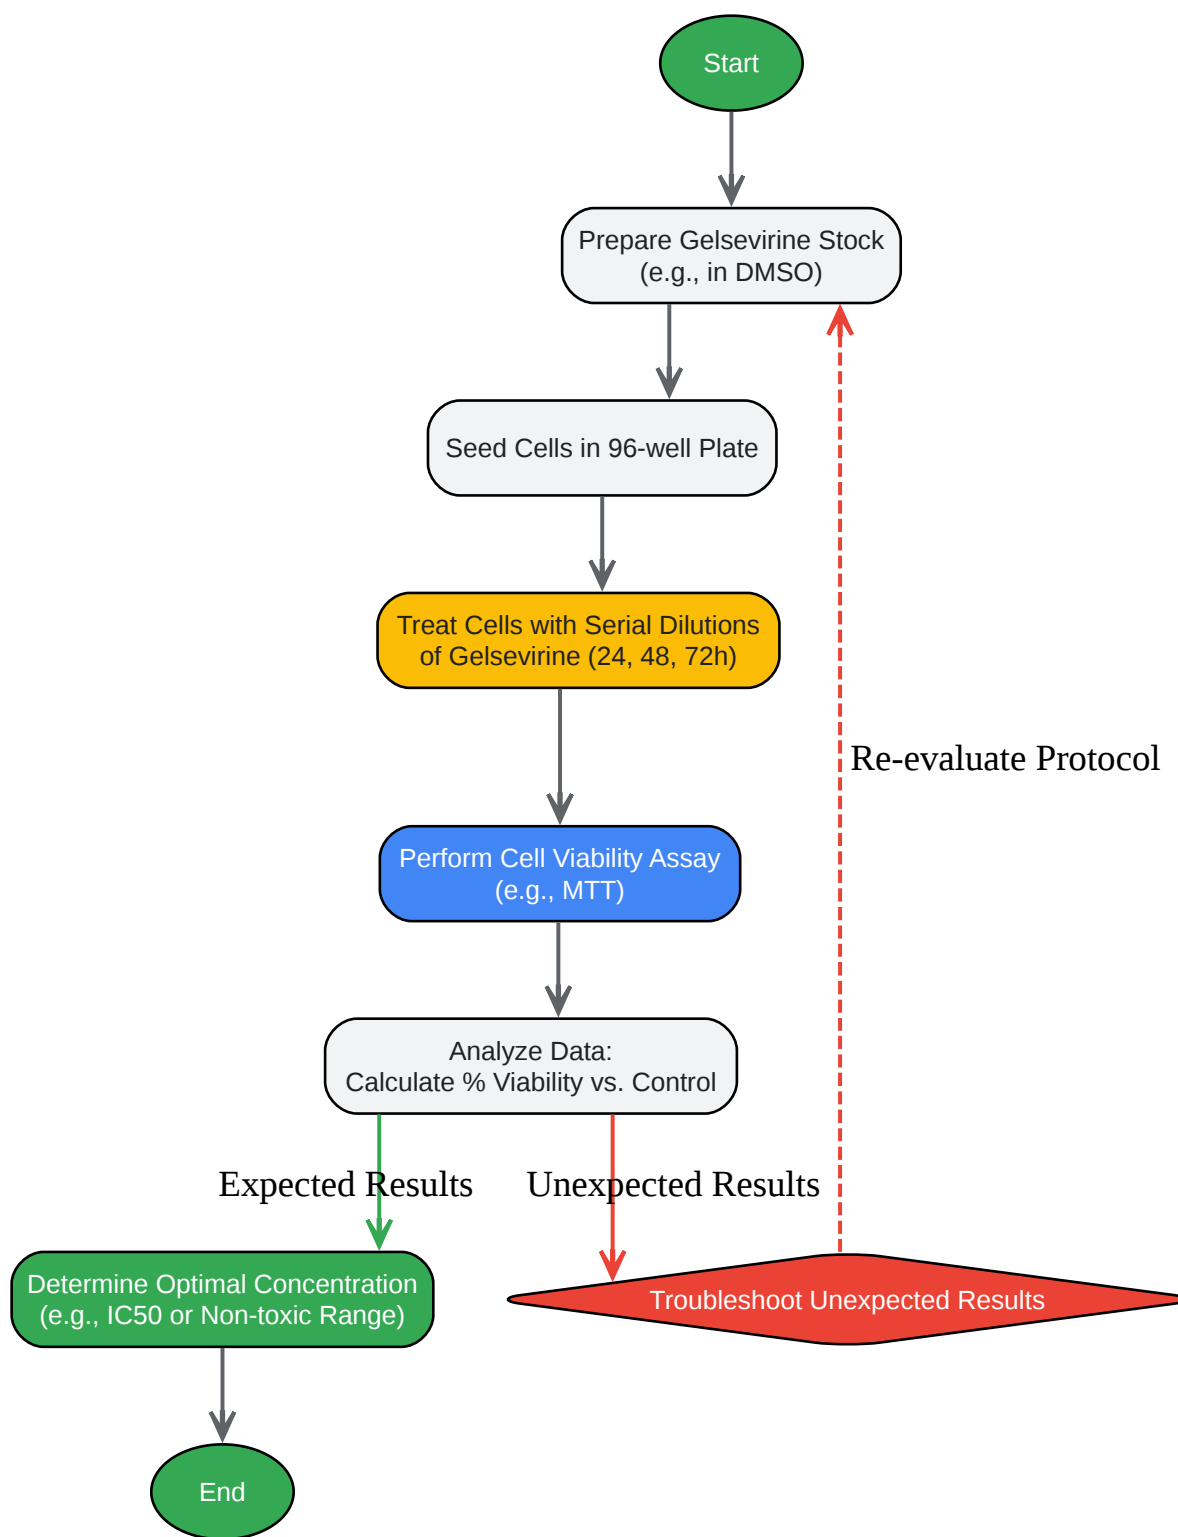 Start
Prepare Gelsevirine Stock
(e.g., in DMSO)
Seed Cells in 96-well Plate
Treat Cells with Serial Dilutions
of Gelsevirine (24, 48, 72h)
Re-evaluate Protocol
Perform Cell Viability Assay
(e.g., MTT)
Analyze Data:
Calculate % Viability vs. Control
Expected Results
Unexpected Results
Determine Optimal Concentration
(e.g., IC50 or Non-toxic Range)
Troubleshoot Unexpected Results
End